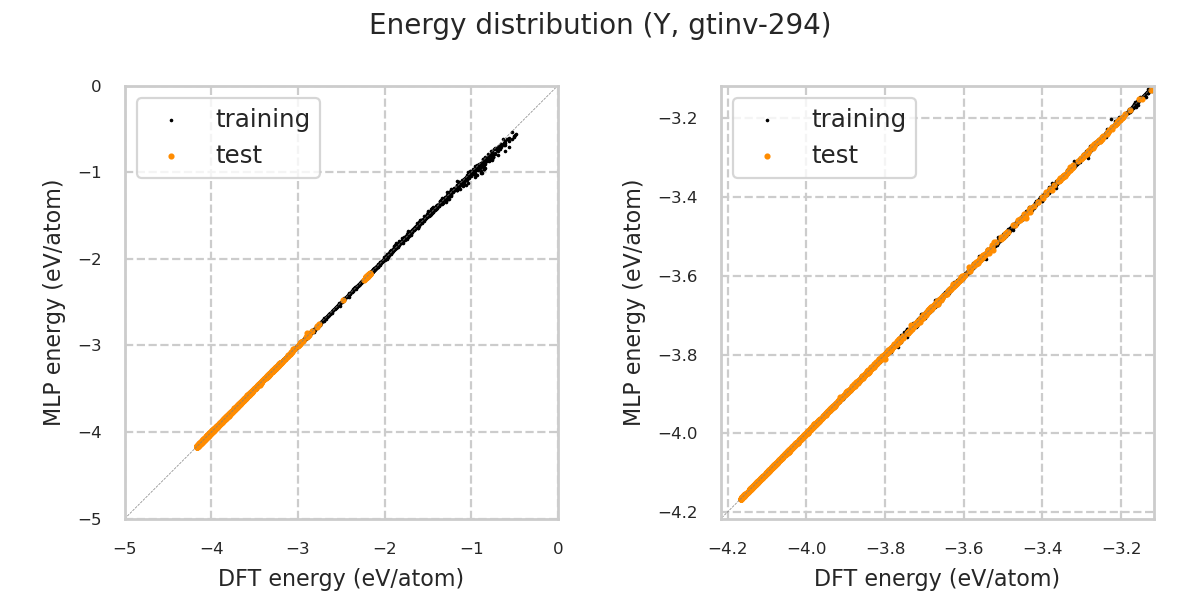 Energy distribution (Y, gtinv-294)
training
test
0
−1
−2
−3
−4
−5
−5
−4
−3
−2
−1
0
MLP energy (eV/atom)
DFT energy (eV/atom)
training
test
−3.2
−3.4
−3.6
−3.8
−4.0
−4.2
−4.2
−4.0
−3.8
−3.6
−3.4
−3.2
MLP energy (eV/atom)
DFT energy (eV/atom)